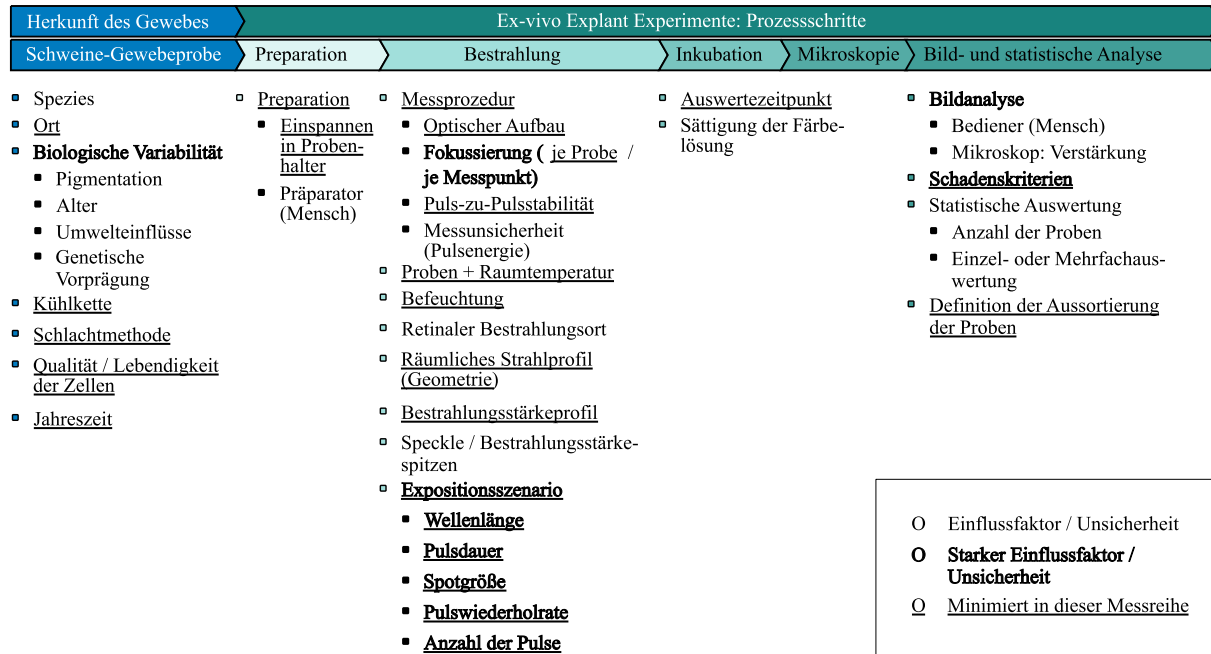 Herkunft des Gewebes
Ex-vivo Explant Experimente: Prozessschritte
Schweine-Gewebeprobe
Preparation
Bestrahlung
Inkubation
Mikroskopie
Bild- und statistische Analyse
Spezies
Ort
Biologische Variabilität
Pigmentation
Alter
Umwelteinflüsse
Genetische
Vorprägung
Kühlkette
Schlachtmethode
Qualität / Lebendigkeit
der Zellen
Jahreszeit
Preparation
Einspannen
in Proben-
halter
Präparator
(Mensch)
Messprozedur
Optischer Aufbau
Fokussierung ( je Probe /
je Messpunkt)
Puls-zu-Pulsstabilität
Messunsicherheit
(Pulsenergie)
Proben + Raumtemperatur
Befeuchtung
Retinaler Bestrahlungsort
Räumliches Strahlprofil
(Geometrie)
Bestrahlungsstärkeprofil
Speckle / Bestrahlungsstärke-
spitzen
Expositionsszenario
Wellenlänge
Pulsdauer
Spotgröße
Pulswiederholrate
Anzahl der Pulse
Auswertezeitpunkt
Sättigung der Färbe-
lösung
Bildanalyse
Bediener (Mensch)
Mikroskop: Verstärkung
Schadenskriterien
Statistische Auswertung
Anzahl der Proben
Einzel- oder Mehrfachaus-
wertung
Definition der Aussortierung
der Proben
O Einflussfaktor / Unsicherheit
O Starker Einflussfaktor /
Unsicherheit
O Minimiert in dieser Messreihe